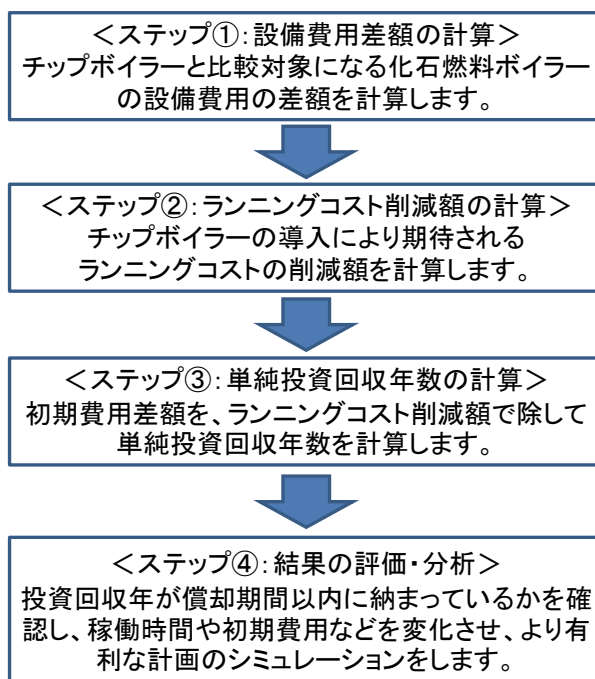 ＜ステップ①：設備費用差額の計算＞
チップボイラーと比較対象になる化石燃料ボイラー
の設備費用の差額を計算します。
＜ステップ②：ランニングコスト削減額の計算＞
チップボイラーの導入により期待される
ランニングコストの削減額を計算します。
＜ステップ③：単純投資回収年数の計算＞
初期費用差額を、ランニングコスト削減額で除して
単純投資回収年数を計算します。
＜ステップ④：結果の評価・分析＞
投資回収年が償却期間以内に納まっているかを確
認し、稼働時間や初期費用などを変化させ、より有
利な計画のシミュレーションをします。